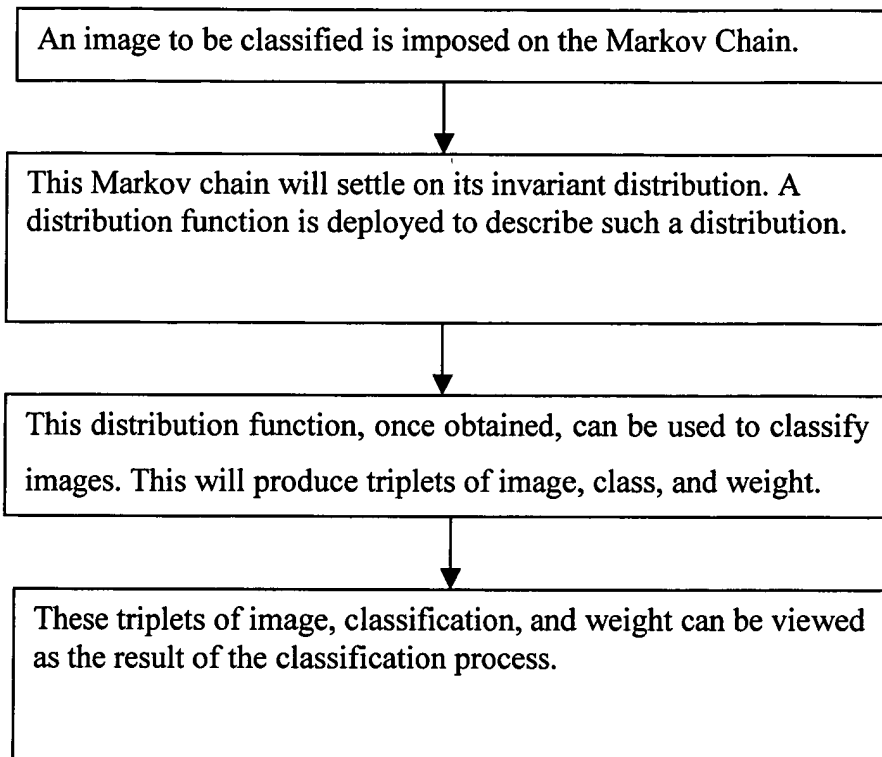 An image to be classified is imposed on the Markov Chain.
This Markov chain will settle on its invariant distribution. A
distribution function is deployed to describe such a distribution.
This distribution function, once obtained, can be used to classify
images. This will produce triplets of image, class, and weight.
These triplets of image, classification, and weight can be viewed
as the result of the classification process.